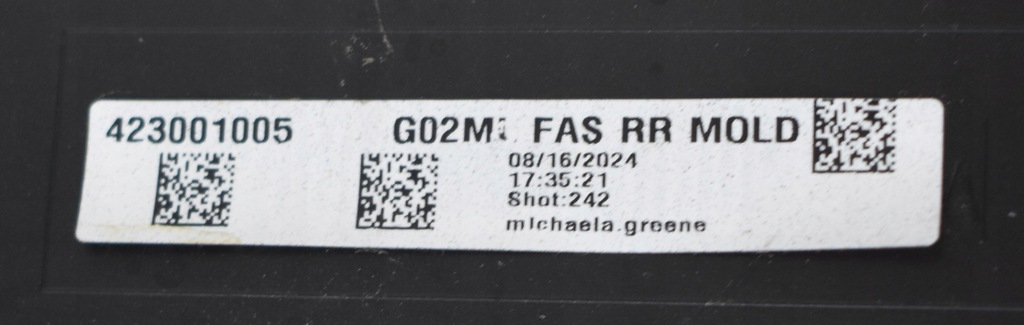 423001005
G02M FAS RR MOLD
08/16/2024
17:35:21
Shot:242
michaela.greene